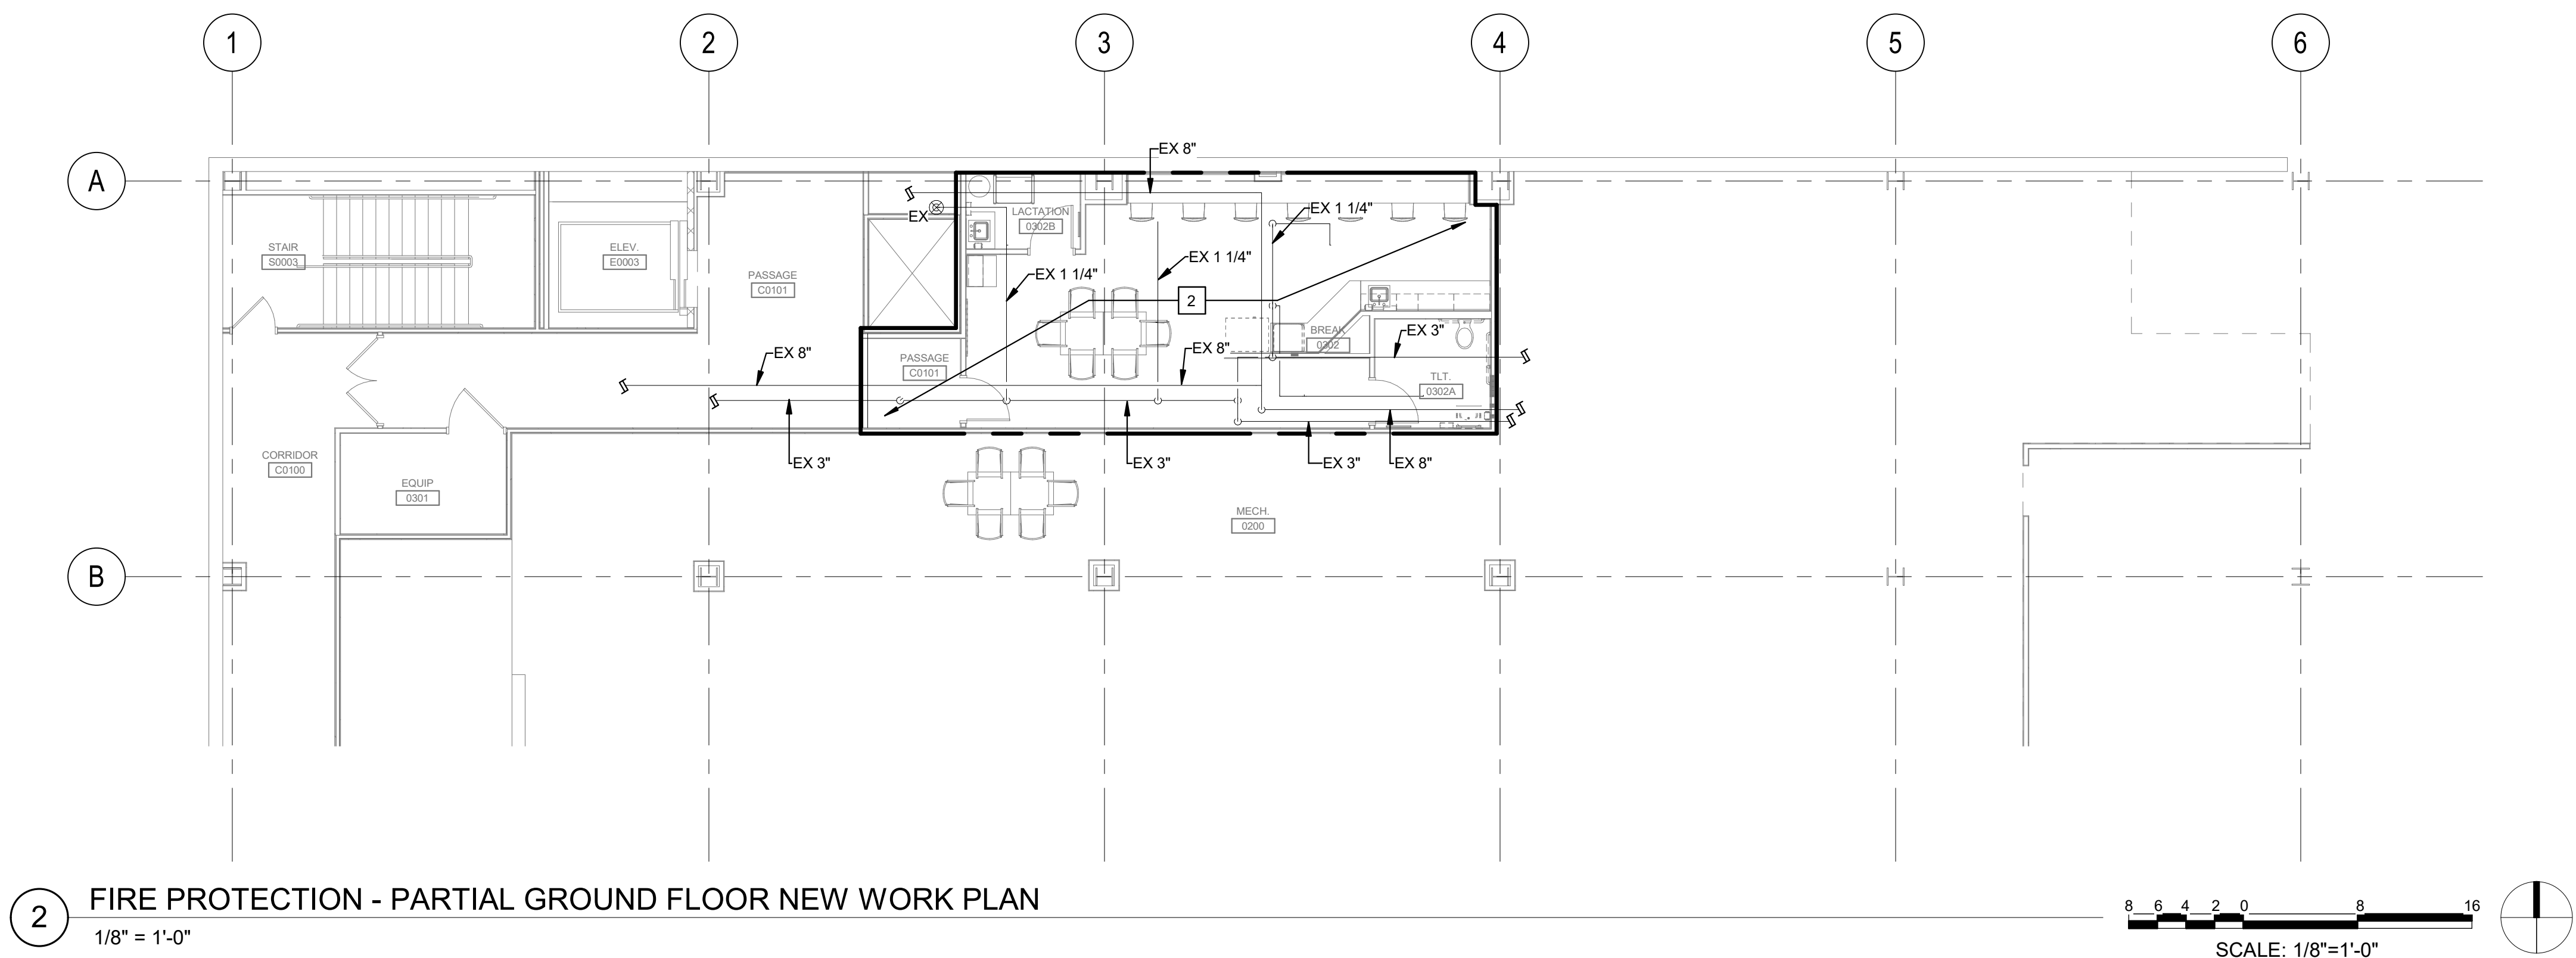 1
2
3
4
5
6
A
EX 8"
EX
LACTATION
0302B
EX 1 1/4"
STAIR
S0003
ELEV.
E0003
PASSAGE
C0101
EX 1 1/4"
EX 1 1/4"
2
BREAK
0302
EX 3"
EX 8"
EX 8"
PASSAGE
C0101
TLT.
0302A
CORRIDOR
C0100
EX 3"
EX 3"
EX 3"
EX 8"
EQUIP
0301
MECH.
0200
B
2
FIRE PROTECTION - PARTIAL GROUND FLOOR NEW WORK PLAN
1/8" = 1'-0"
8 6 4 2 0 8 16
SCALE: 1/8"=1'-0"